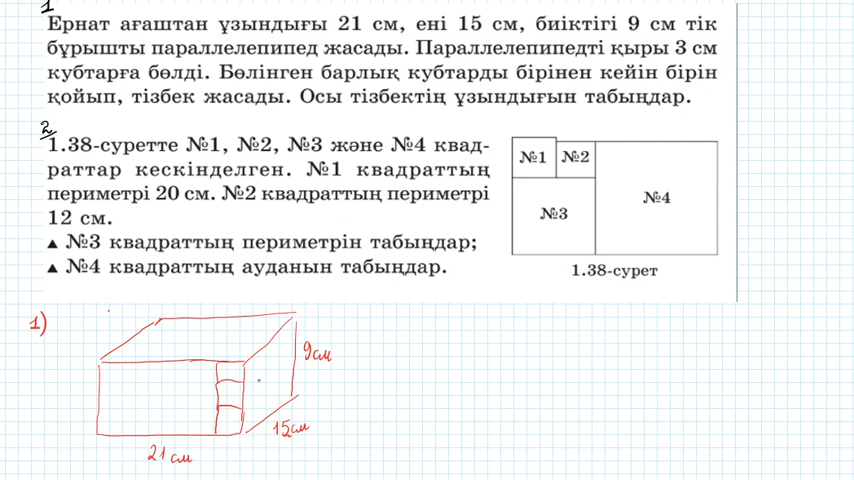 1
Ернат ағаштан ұзындығы 21 см, ені 15 см, биіктігі 9 см тік
бұрышты параллелепипед жасады. Параллелепипедті қыры 3 см
кубтарға бөлді. Бөлінген барлық кубтарды бірінен кейін бірін
қойып, тізбек жасады. Осы тізбектің ұзындығын табыңдар.
2
1.38-суретте №1, №2, №3 және №4 квад-
раттар кескінделген. №1 квадраттың
периметрі 20 см. №2 квадраттың периметрі
12 см.
▲ №3 квадраттың периметрін табыңдар;
▲ №4 квадраттың ауданын табыңдар.
№1
№2
№3
№4
1.38-сурет
1)
9см
15см
21 см